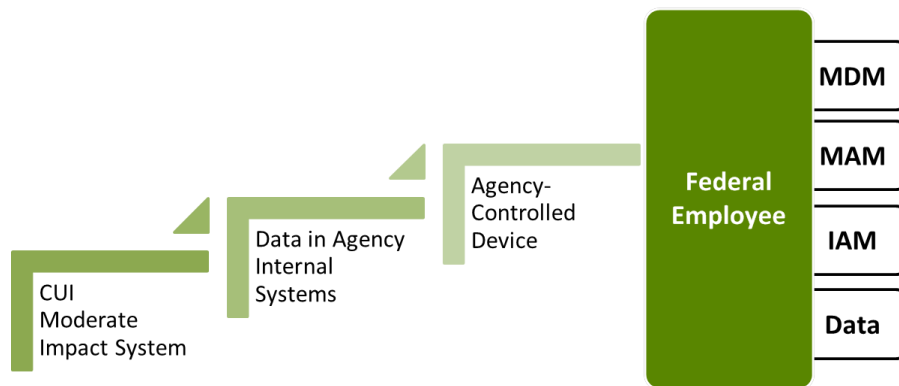 CUI
Moderate
Impact System
Data in Agency
Internal
Systems
Agency-
Controlled
Device
Federal
Employee
MDM
MAM
IAM
Data